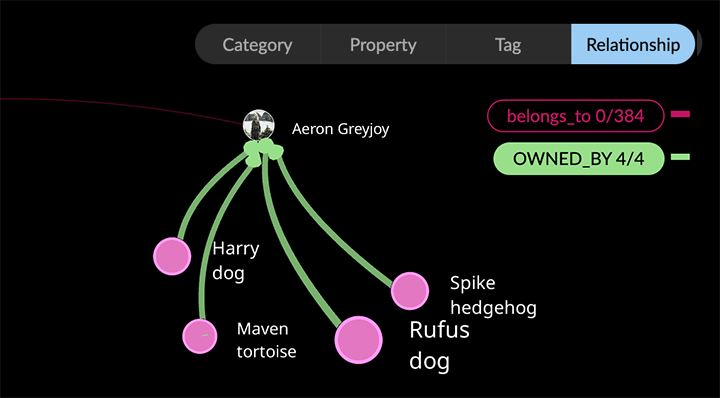 Category Property Tag Relationship
belongs_to 0/384
Aeron Greyjoy
OWNED_BY 4/4
Harry
dog
Spike
hedgehog
Maven
tortoise
Rufus
dog